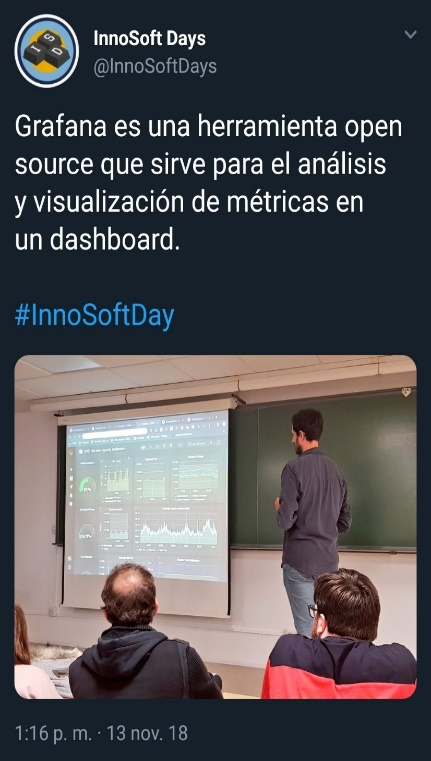 InnoSoft Days
@InnoSoftDays
Grafana es una herramienta open
source que sirve para el análisis
y visualización de métricas en
un dashboard.
#InnoSoftDay
1:16 p. m. · 13 nov. 18